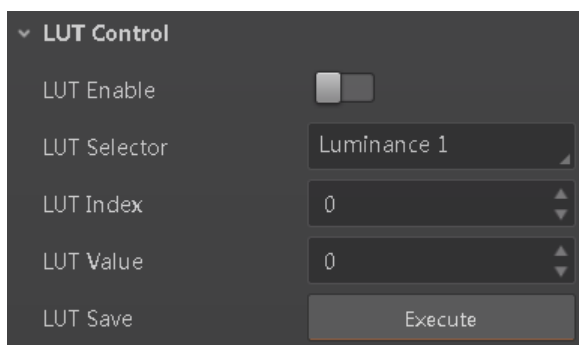 LUT Control
LUT Enable
LUT Selector Luminance 1
LUT Index 0
LUT Value 0
LUT Save Execute